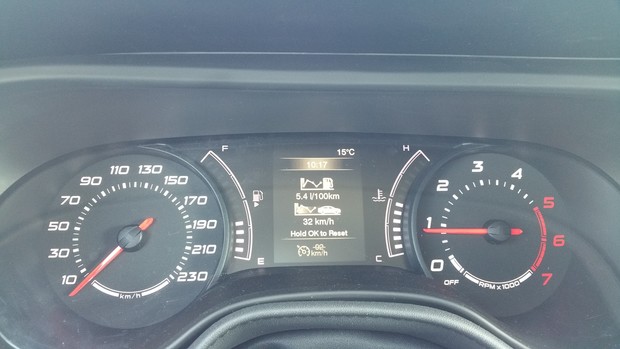 10 30 50 70 90 110 130 150 170 190 210 230
km/h
F
E
15°C
10:17
5.4 l/100km
32 km/h
Hold OK to Reset
km/h
H
C
0 1 2 3 4 5 6 7
OFF
RPM x1000